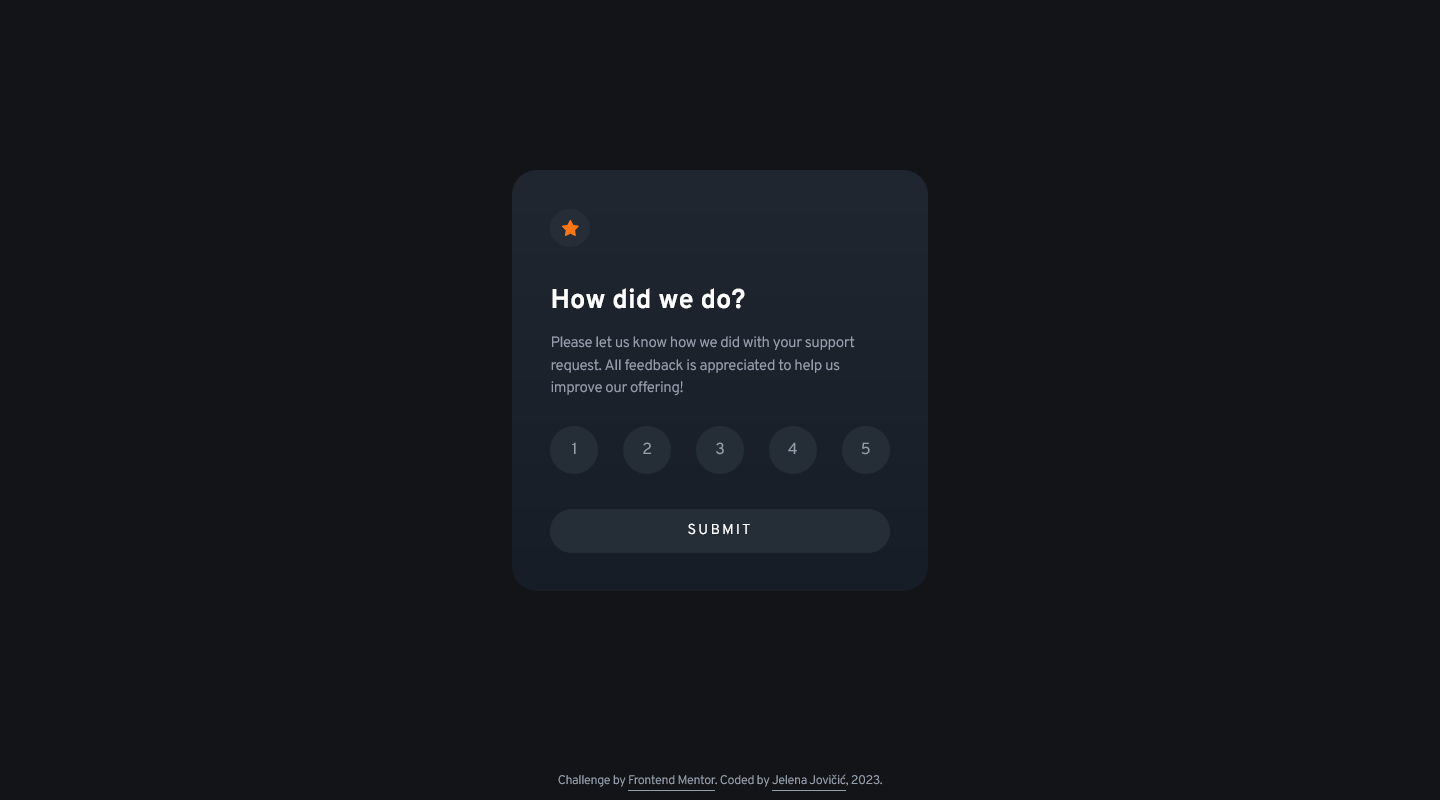 How did we do?
Please let us know how we did with your support
request. All feedback is appreciated to help us
improve our offering!
1 2 3 4 5
SUBMIT
Challenge by Frontend Mentor. Coded by Jelena Jovičić, 2023.